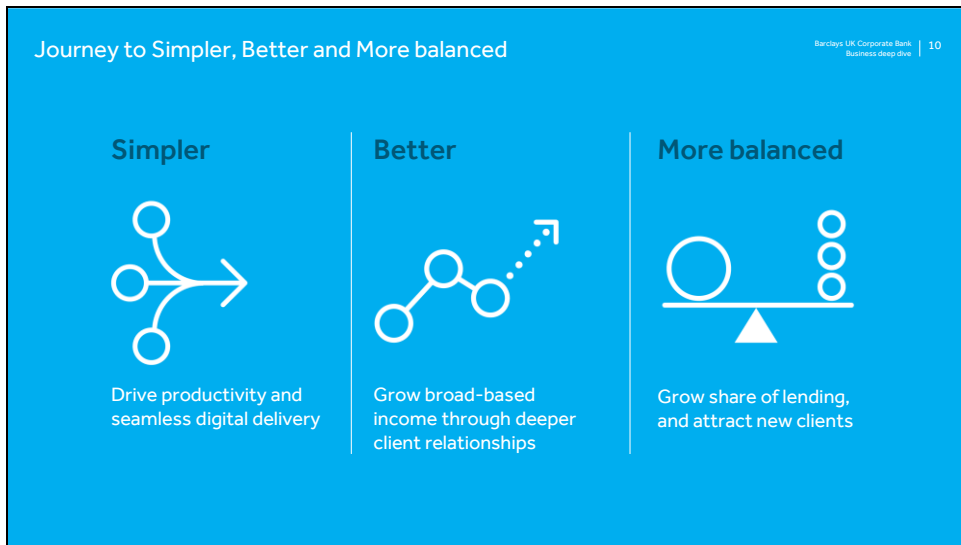 Journey to Simpler, Better and More balanced
Barclays UK Corporate Bank
Business deep dive
10
Simpler
Drive productivity and
seamless digital delivery
Better
Grow broad-based
income through deeper
client relationships
More balanced
Grow share of lending,
and attract new clients